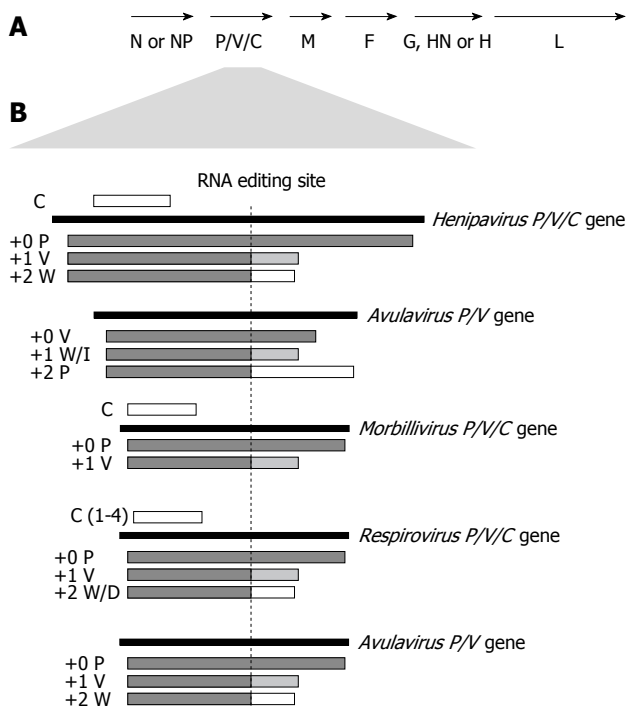 A
N or NP P/V/C M F G, HN or H L
B
RNA editing site
C
Henipavirus P/V/C gene
+0 P
+1 V
+2 W
Avulavirus P/V gene
+0 V
+1 W/I
+2 P
C
Morbillivirus P/V/C gene
+0 P
+1 V
C (1-4)
Respirovirus P/V/C gene
+0 P
+1 V
+2 W/D
Avulavirus P/V gene
+0 P
+1 V
+2 W